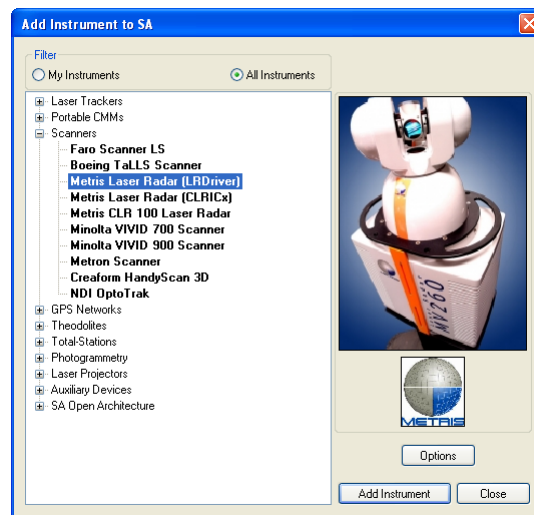 Add Instrument to SA
Filter
My Instruments
All Instruments
Laser Trackers
Portable CMMs
Scanners
Faro Scanner LS
Boeing TaLLS Scanner
Metris Laser Radar (LRDriver)
Metris Laser Radar (CLRICx)
Metris CLR 100 Laser Radar
Minolta VIVID 700 Scanner
Minolta VIVID 900 Scanner
Metron Scanner
Creaform HandyScan 3D
NDI OptoTrak
GPS Networks
Theodolites
Total-Stations
Photogrammetry
Laser Projectors
Auxiliary Devices
SA Open Architecture
MV260
METRIS
Options
Add Instrument
Close